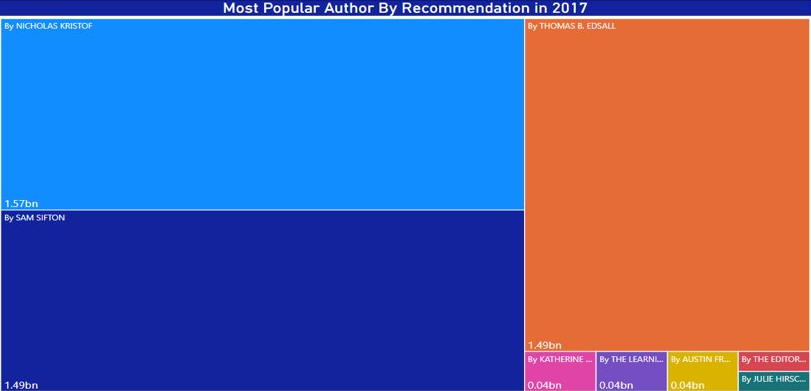 Most Popular Author By Recommendation in 2017
By NICHOLAS KRISTOF
1.57bn
By SAM SIFTON
1.49bn
By THOMAS B. EDSALL
1.49bn
By KATHERINE ...
0.04bn
By THE LEARNI...
0.04bn
By AUSTIN FR...
0.04bn
By THE EDITOR...
By JULIE HIRSC...